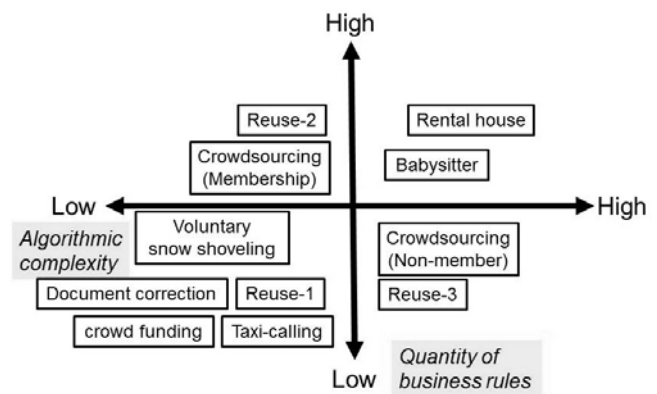 High
Reuse-2
Rental house
Crowdsourcing
(Membership)
Babysitter
Low
High
Algorithmic
complexity
Voluntary
snow shoveling
Crowdsourcing
(Non-member)
Document correction
Reuse-1
Reuse-3
crowd funding
Taxi-calling
Low
Quantity of
business rules